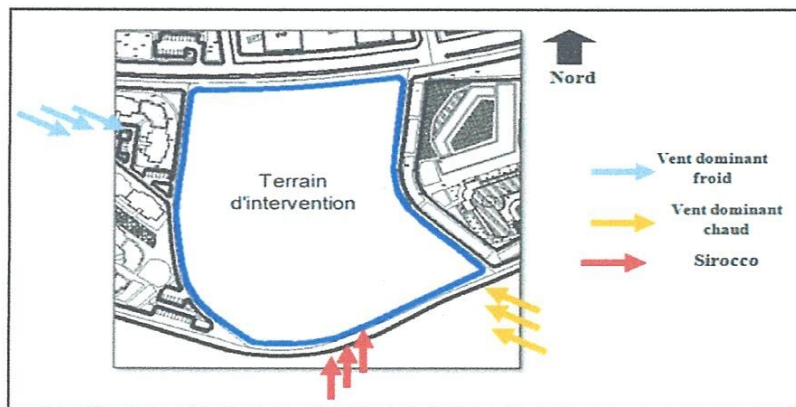 Nord
Terrain
d'intervention
Vent dominant
froid
Vent dominant
chaud
Sirocco